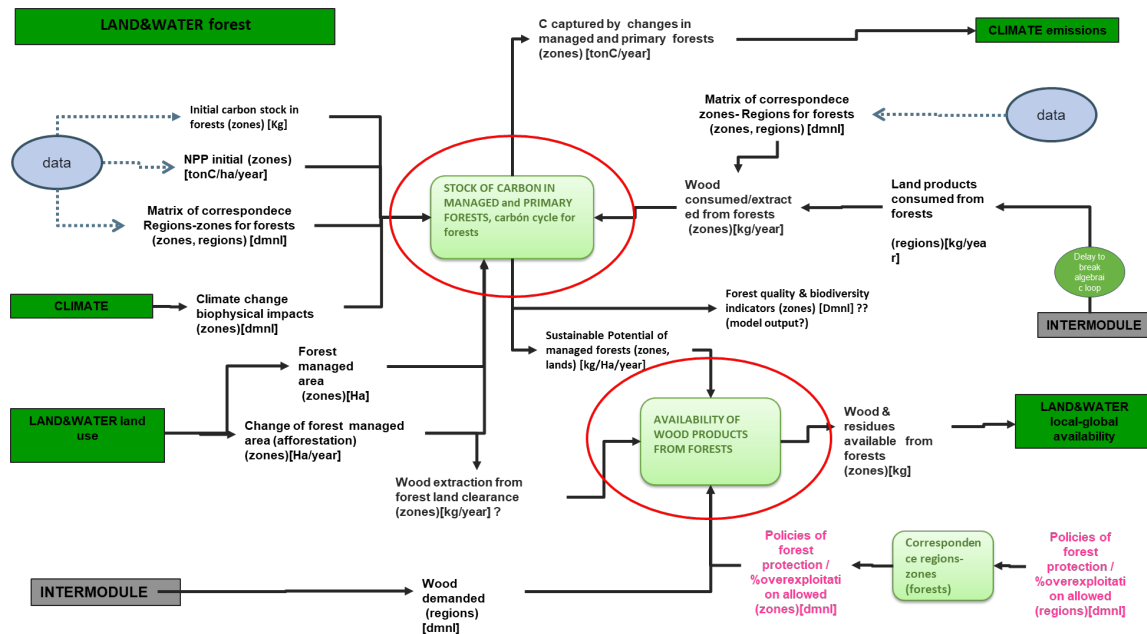 LAND&WATER forest
C captured by changes in
managed and primary forests
(zones) [tonC/year]
CLIMATE emissions
Initial carbon stock in
forests (zones) [Kg]
data
NPP initial (zones)
[tonC/ha/year]
Matrix of correspondece
Regions-zones for forests
(zones, regions) [dmnl]
Matrix of correspondece
zones- Regions for forests
(zones, regions) [dmnl]
data
STOCK OF CARBON IN
MANAGED and PRIMARY
FORESTS, carbón cycle for
forests
Wood
consumed/extract
ed from forests
(zones)[kg/year]
Land products
consumed from
forests
(regions)[kg/yea
r]
Delay to
break
algebrai
c loop
INTERMODULE
CLIMATE
Climate change
biophysical impacts
(zones)[dmnl]
Forest quality & biodiversity
indicators (zones) [Dmnl] ??
(model output?)
Sustainable Potential of
managed forests (zones,
lands) [kg/Ha/year]
Forest
managed
area
(zones)[Ha]
LAND&WATER land
use
Change of forest managed
area (afforestation)
(zones)[Ha/year]
AVAILABILITY OF
WOOD PRODUCTS
FROM FORESTS
Wood &
residues
available from
forests
(zones)[kg]
LAND&WATER
local-global
availability
Wood extraction from
forest land clearance
(zones)[kg/year] ?
Policies of
forest
protection /
%overexploitati
on allowed
(zones)[dmnl]
Corresponden
ce regions-
zones
(forests)
Policies of
forest
protection /
%overexploitati
on allowed
(regions)[dmnl]
INTERMODULE
Wood
demanded
(regions)
[dmnl]